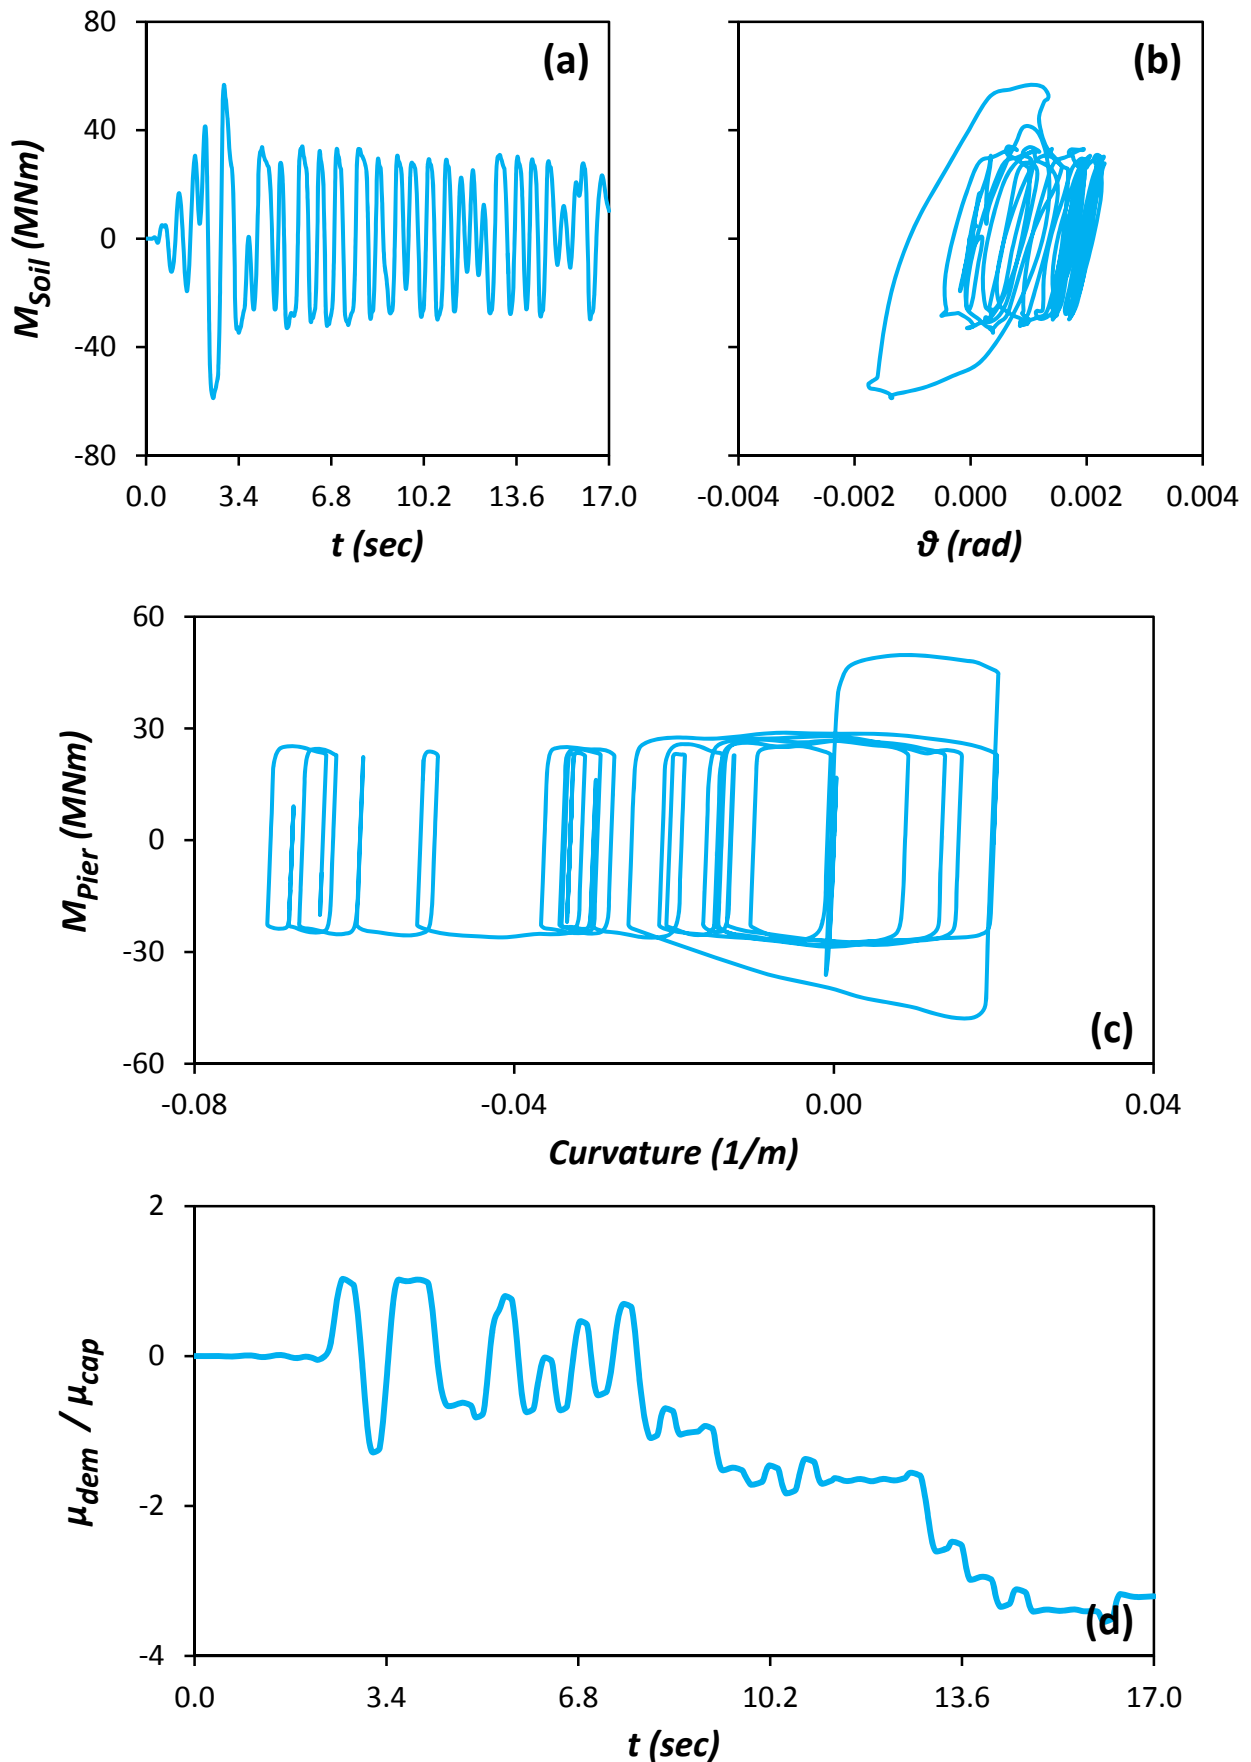 80
40
0
-40
-80
M_Soil (MNm)
(a)
0.0 3.4 6.8 10.2 13.6 17.0
t (sec)
(b)
-0.004 -0.002 0.000 0.002 0.004
ϑ (rad)
60
30
0
-30
-60
M_Pier (MNm)
(c)
-0.08 -0.04 0.00 0.04
Curvature (1/m)
2
0
-2
-4
μ_dem / μ_cap
(d)
0.0 3.4 6.8 10.2 13.6 17.0
t (sec)